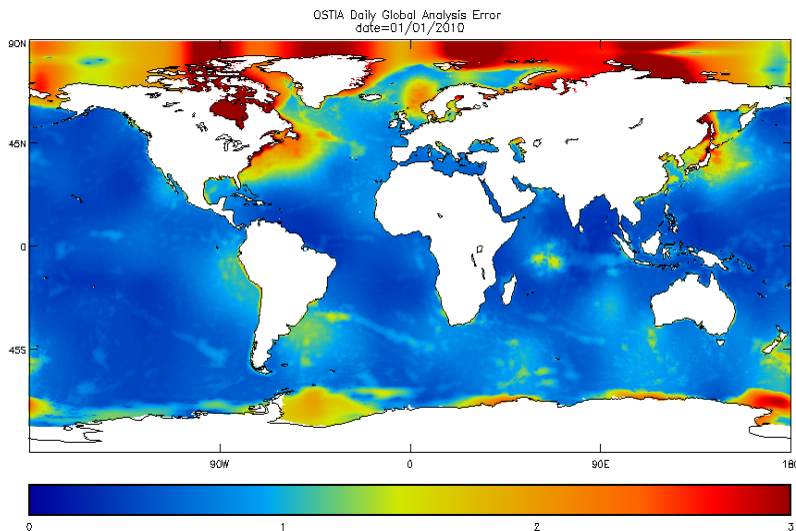 OSTIA Daily Global Analysis Error
date=01/01/2010
90N
45N
0
45S
90W
0
90E
180
0
1
2
3